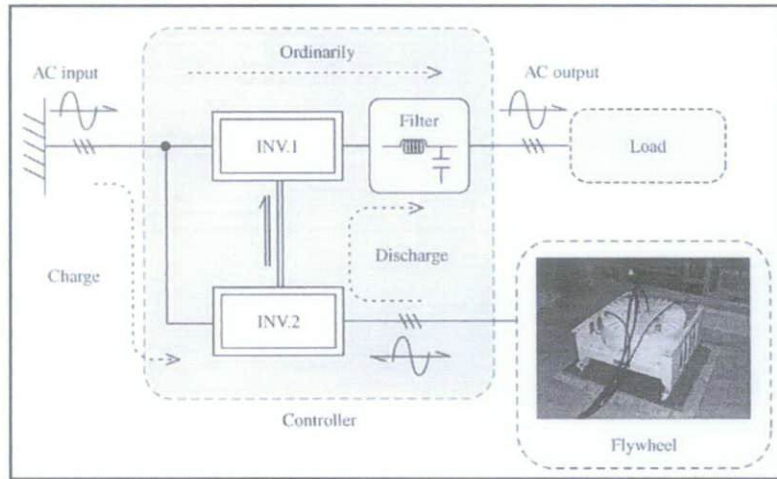 Ordinarily
AC input
AC output
Filter
INV.1
Load
Charge
Discharge
INV.2
Controller
Flywheel